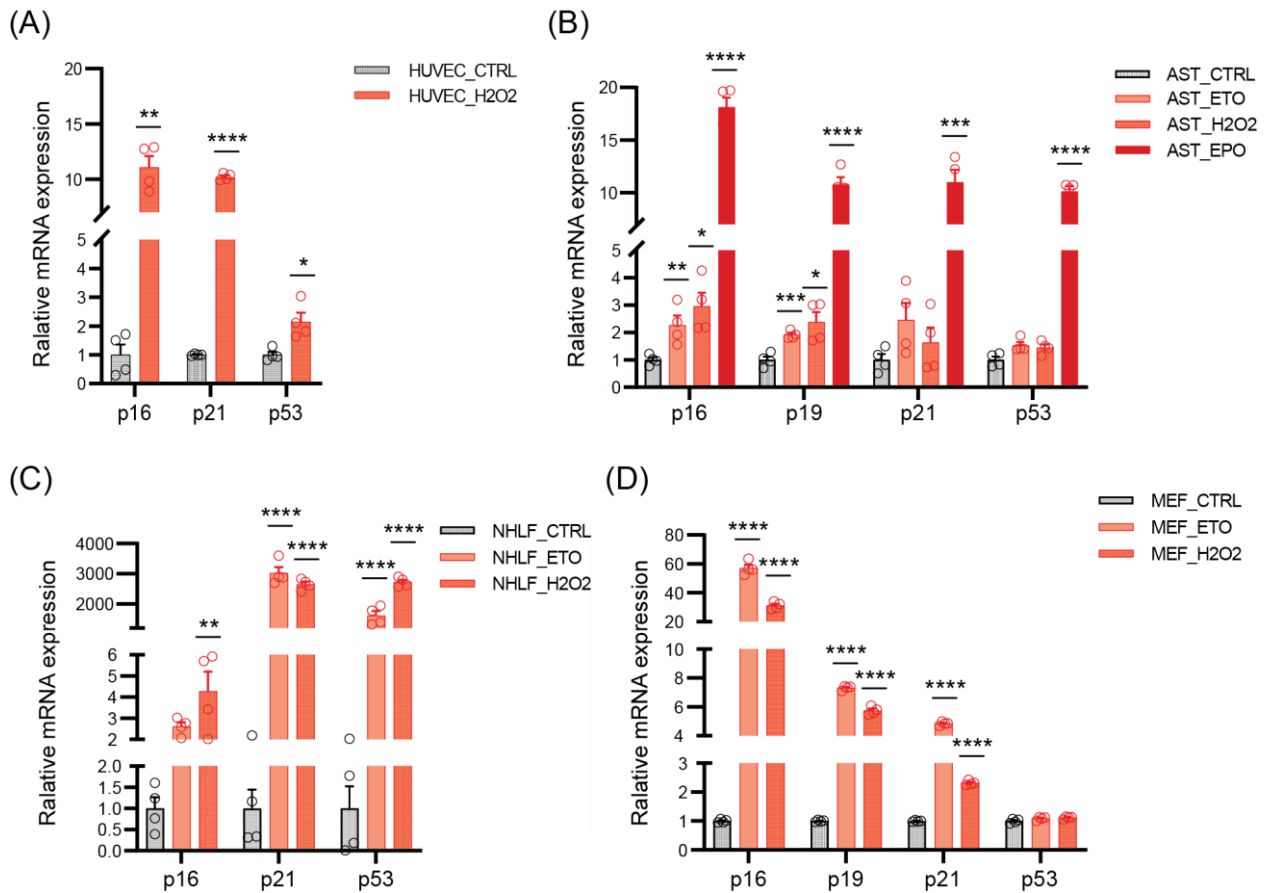 (A)
HUVEC_CTRL
HUVEC_H2O2
Ralative mRNA expression
20
15
10
5
4
3
2
1
0
**
****
*
p16 p21 p53
(B)
AST_CTRL
AST_ETO
AST_H2O2
AST_EPO
Ralative mRNA expression
20
15
10
5
4
3
2
1
0
** * ****
*** * ****
***
****
p16 p19 p21 p53
(C)
NHLF_CTRL
NHLF_ETO
NHLF_H2O2
Ralative mRNA expression
4000
3000
2000
6
5
4
3
2
1.0
1.5
1.0
0.5
0.0
**
**** ****
**** ****
p16 p21 p53
(D)
MEF_CTRL
MEF_ETO
MEF_H2O2
Ralative mRNA expression
80
60
40
20
8
6
4
3
2
1
0
**** ****
**** ****
**** ****
p16 p19 p21 p53